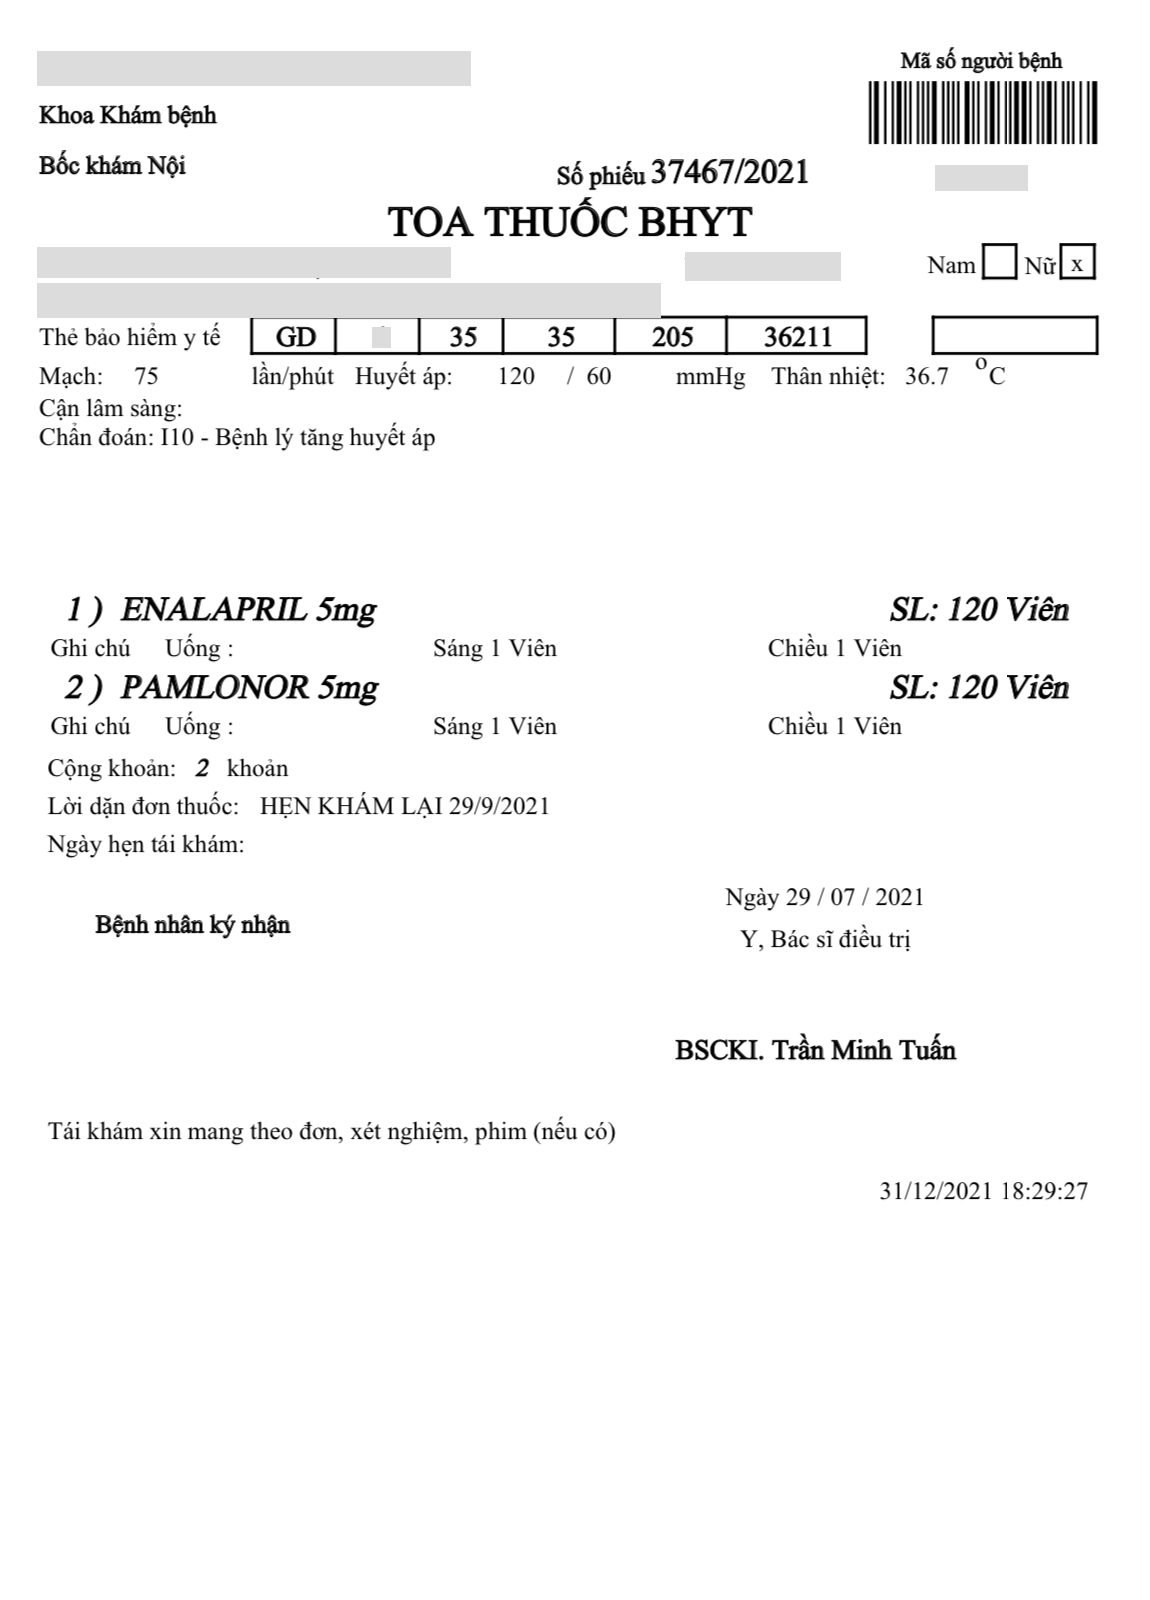 Mã số người bệnh
Khoa Khám bệnh
Bốc khám Nội
Số phiếu 37467/2021
TOA THUỐC BHYT
Nam Nữ x
Thẻ bảo hiểm y tế GD 35 35 205 36211
Mạch: 75 lần/phút Huyết áp: 120 / 60 mmHg Thân nhiệt: 36.7 °C
Cận lâm sàng:
Chẩn đoán: I10 - Bệnh lý tăng huyết áp
1 ) ENALAPRIL 5mg SL: 120 Viên
Ghi chú Uống : Sáng 1 Viên Chiều 1 Viên
2 ) PAMLONOR 5mg SL: 120 Viên
Ghi chú Uống : Sáng 1 Viên Chiều 1 Viên
Cộng khoản: 2 khoản
Lời dặn đơn thuốc: HẸN KHÁM LẠI 29/9/2021
Ngày hẹn tái khám:
Ngày 29 / 07 / 2021
Bệnh nhân ký nhận
Y, Bác sĩ điều trị
BSCKI. Trần Minh Tuấn
Tái khám xin mang theo đơn, xét nghiệm, phim (nếu có)
31/12/2021 18:29:27